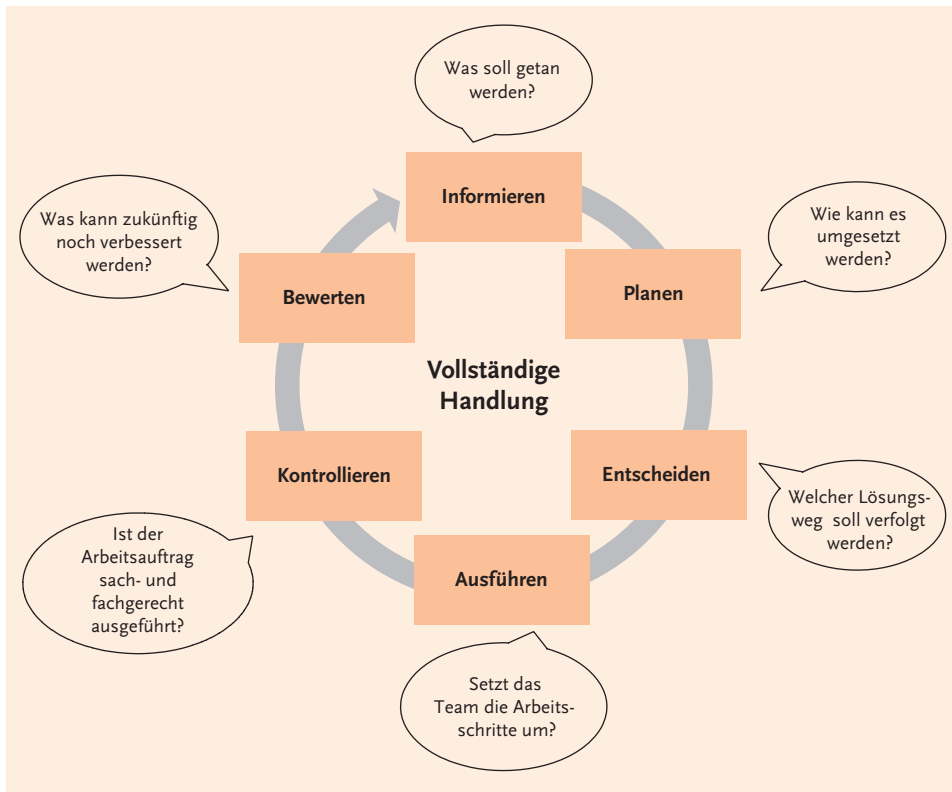 Was soll getan
werden?
Informieren
Wie kann es
umgesetzt
werden?
Planen
Welcher Lösungs-
weg soll verfolgt
werden?
Entscheiden
Ausführen
Setzt das
Team die Arbeits-
schritte um?
Kontrollieren
Ist der
Arbeitsauftrag
sach- und
fachgerecht
ausgeführt?
Bewerten
Was kann zukünftig
noch verbessert
werden?
Vollständige
Handlung